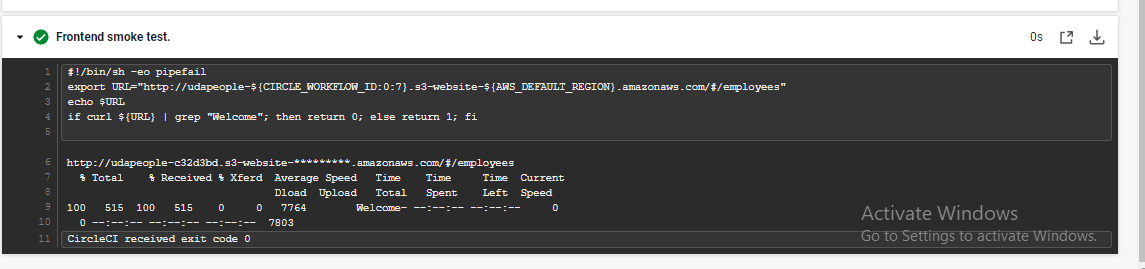 Frontend smoke test.
0s
1 #!/bin/sh -eo pipefail
2 export URL="http://udapeople-${CIRCLE_WORKFLOW_ID:0:7}.s3-website-${AWS_DEFAULT_REGION}.amazonaws.com/#/employees"
3 echo $URL
4 if curl ${URL} | grep "Welcome"; then return 0; else return 1; fi
5
6 http://udapeople-c32d3bd.s3-website-*********.amazonaws.com/#/employees
7 % Total % Received % Xferd Average Speed Time Time Time Current
8 Dload Upload Total Spent Left Speed
9 100 515 100 515 0 0 7764 Welcome- --:--:-- --:--:-- 0
10 0 --:--:-- --:--:-- --:--:-- 7803
11 CircleCI received exit code 0
Activate Windows
Go to Settings to activate Windows.